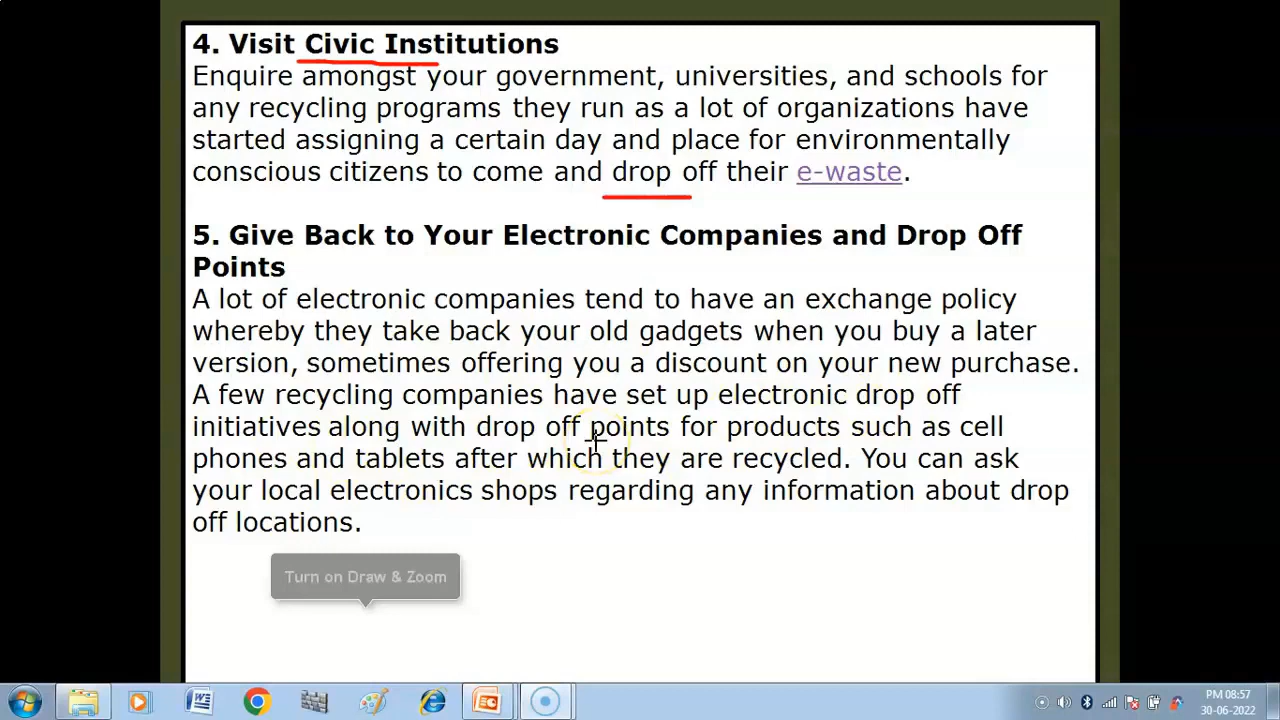 4. Visit Civic Institutions
Enquire amongst your government, universities, and schools for
any recycling programs they run as a lot of organizations have
started assigning a certain day and place for environmentally
conscious citizens to come and drop off their e-waste.
5. Give Back to Your Electronic Companies and Drop Off
Points
A lot of electronic companies tend to have an exchange policy
whereby they take back your old gadgets when you buy a later
version, sometimes offering you a discount on your new purchase.
A few recycling companies have set up electronic drop off
initiatives along with drop off points for products such as cell
phones and tablets after which they are recycled. You can ask
your local electronics shops regarding any information about drop
off locations.
Turn on Draw & Zoom
PM 08:57
30-06-2022